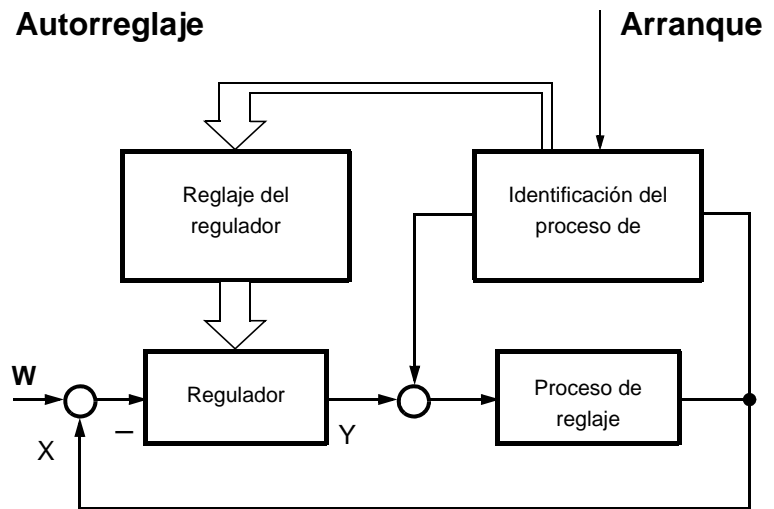 Autorreglaje
Arranque
Reglaje del
regulador
Identificación del
proceso de
W
Regulador
Proceso de
reglaje
X
–
Y